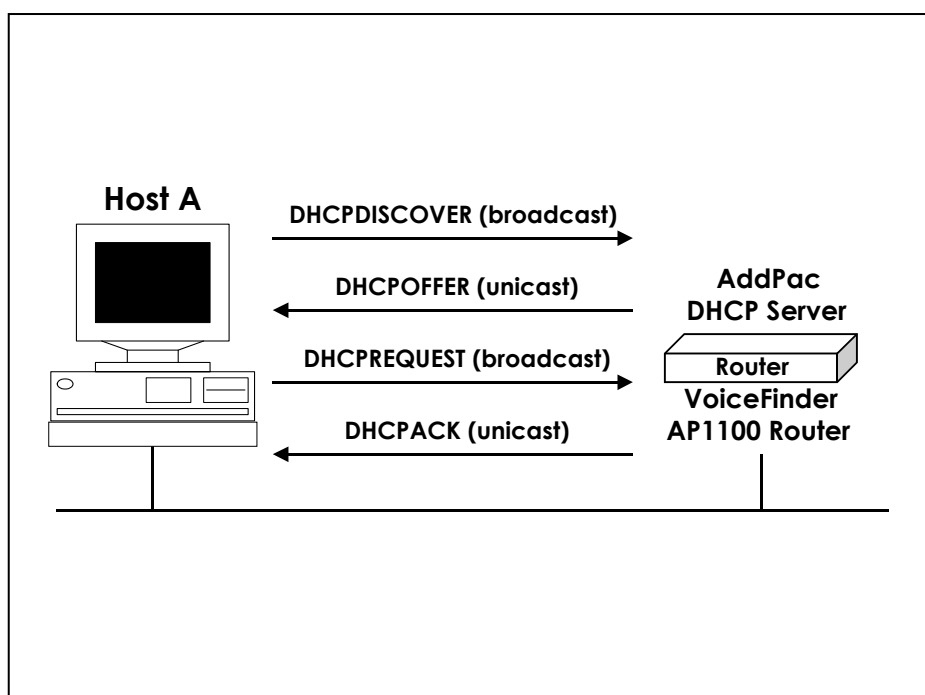 Host A
DHCPDISCOVER (broadcast)
DHCPOFFER (unicast)
DHCPREQUEST (broadcast)
DHCPACK (unicast)
AddPac
DHCP Server
Router
VoiceFinder
AP1100 Router